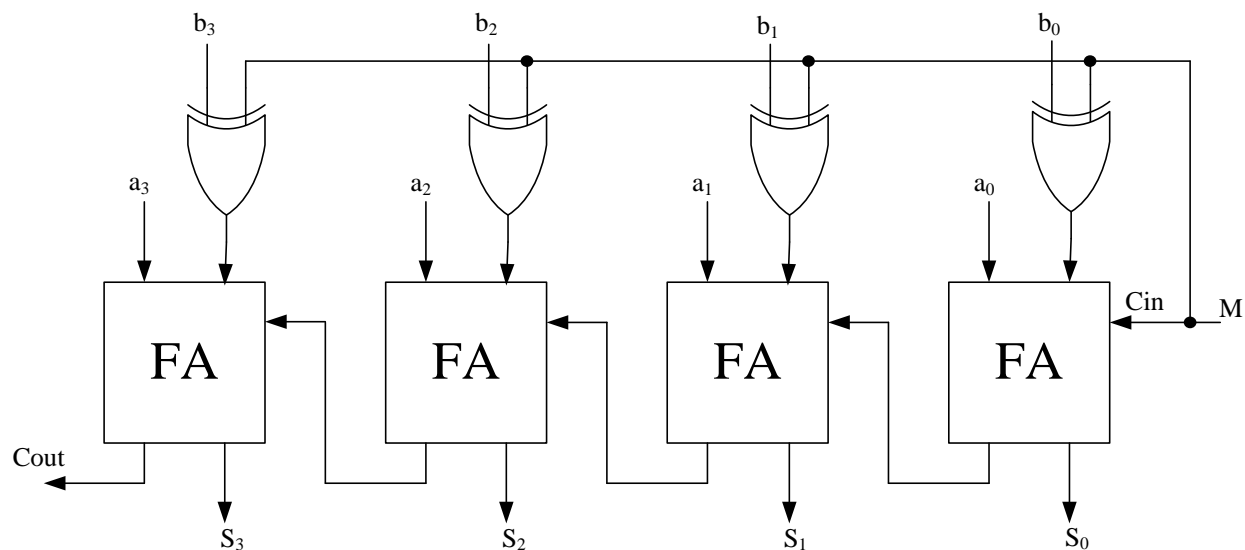 b₃ b₂ b₁ b₀
a₃ a₂ a₁ a₀
Cin M
FA FA FA FA
Cout
S₃ S₂ S₁ S₀